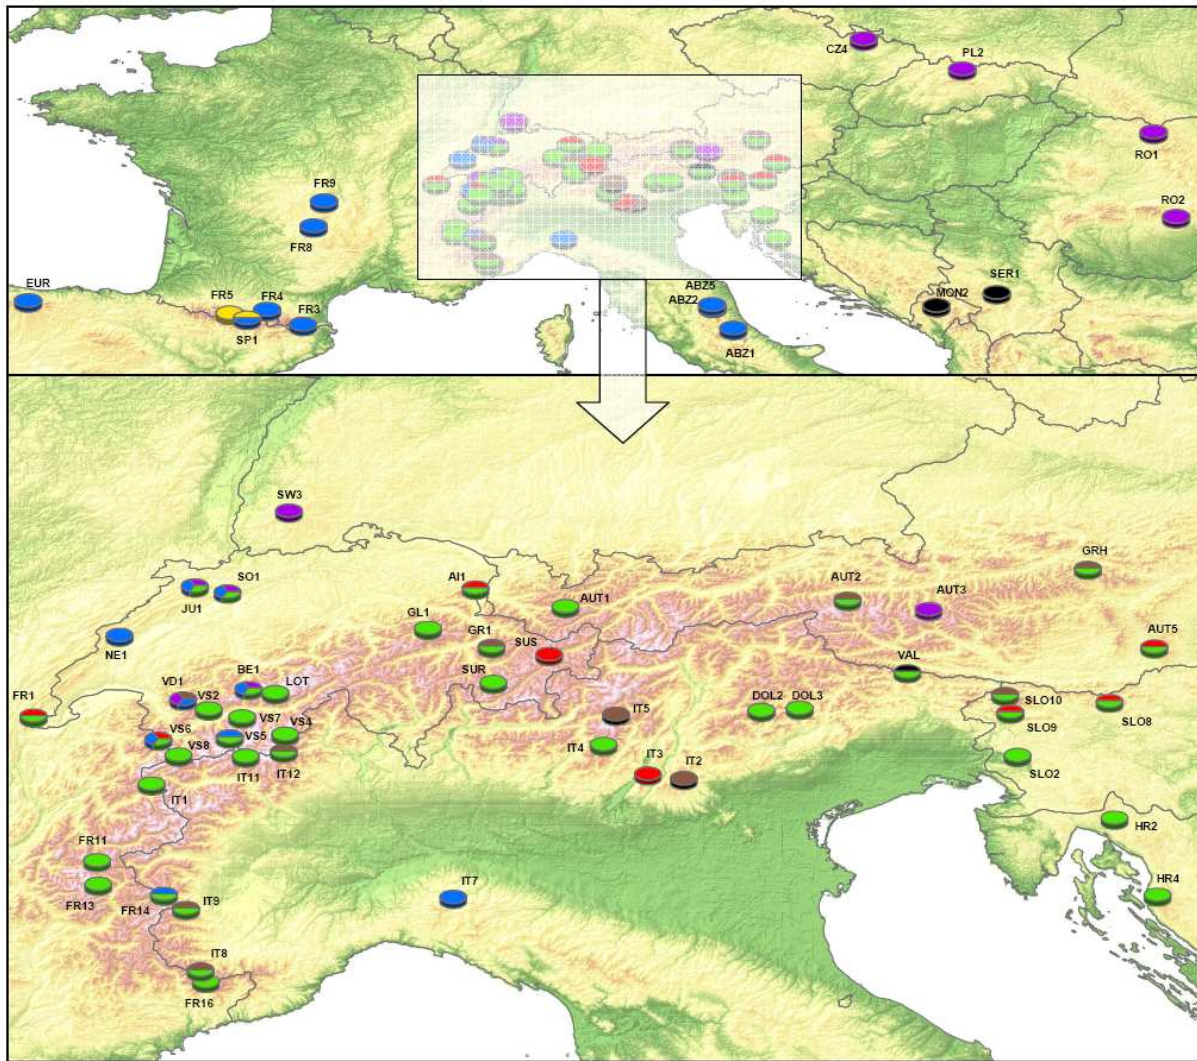 CZ4
PL2
RO1
FR9
RO2
FR8
EUR
SER1
MON2
ABZ5
FR5
FR4
ABZ2
FR3
SP1
ABZ1
SW3
GRH
AI1
SO1
AUT2
JU1
AUT1
AUT3
GL1
GR1
NE1
SUS
AUT5
VAL
BE1
SUR
VD1
LOT
VS2
SLO10
DOL2
DOL3
FR1
IT5
VS7
SLO8
VS4
SLO9
VS6
VS5
VS8
IT4
IT11
IT12
SLO2
IT3
IT2
IT1
HR2
FR11
FR13
IT7
HR4
FR14
IT9
IT8
FR16